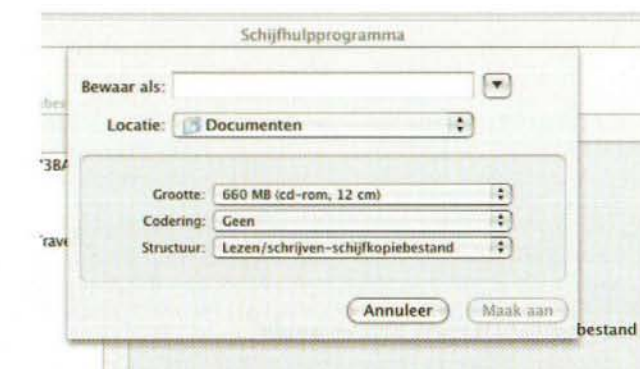 Schijfhulpprogramma
Bewaar als:
Locatie: Documenten
'3BA
Grootte: 660 MB (cd-rom, 12 cm)
Codering: Geen
Structuur: Lezen/schrijven-schijfkopiebestand
Annuleer Maak aan
bestand